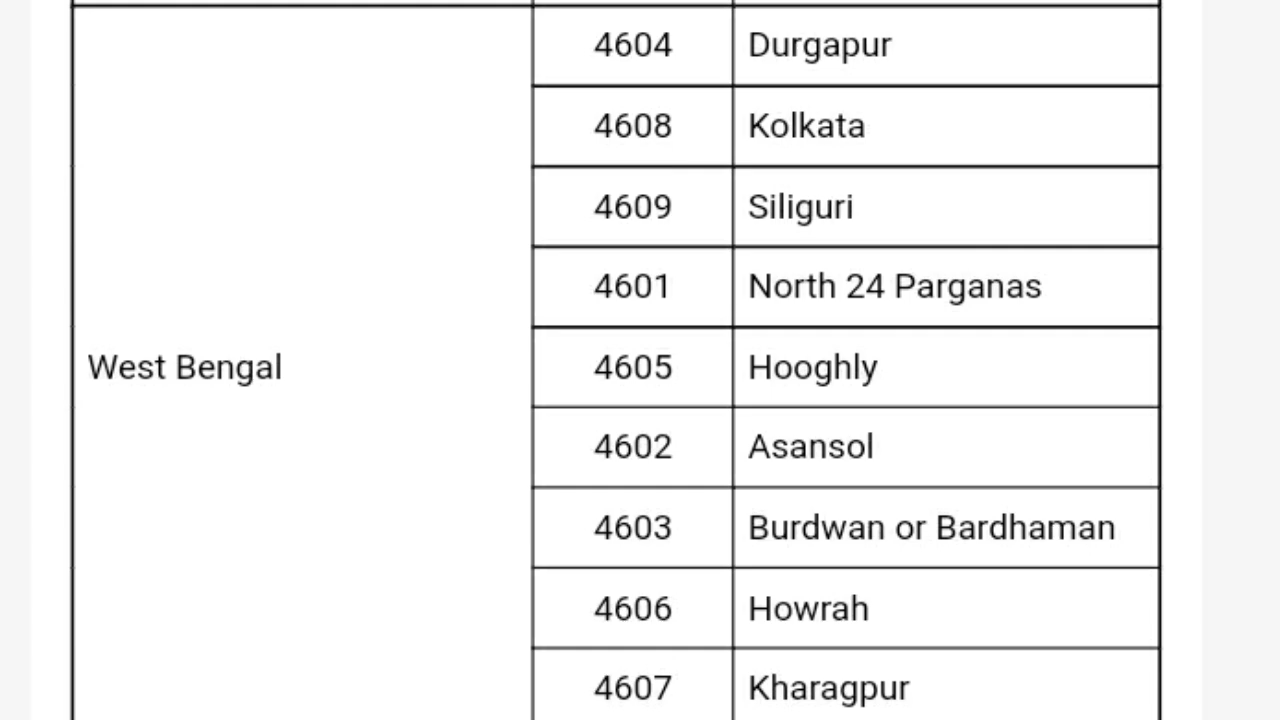 4604 Durgapur
4608 Kolkata
4609 Siliguri
4601 North 24 Parganas
West Bengal 4605 Hooghly
4602 Asansol
4603 Burdwan or Bardhaman
4606 Howrah
4607 Kharagpur